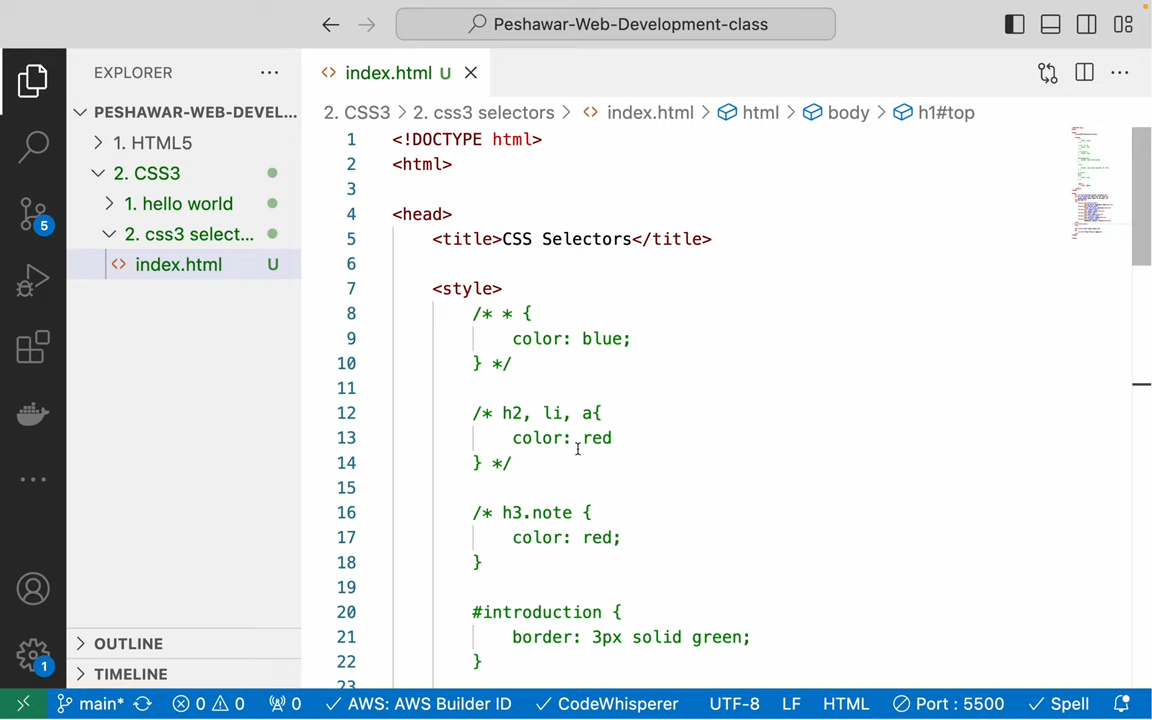 Peshawar-Web-Development-class
EXPLORER
index.html U
PESHAWAR-WEB-DEVEL...
1. HTML5
2. CSS3
1. hello world
2. css3 select...
index.html U
OUTLINE
TIMELINE
5
1
2. CSS3 > 2. css3 selectors > index.html > html > body > h1#top
1 <!DOCTYPE html>
2 <html>
3
4 <head>
5 <title>CSS Selectors</title>
6
7 <style>
8 /* * {
9 color: blue;
10 } */
11
12 /* h2, li, a{
13 color: red
14 } */
15
16 /* h3.note {
17 color: red;
18 }
19
20 #introduction {
21 border: 3px solid green;
22 }
23
main* 0 0 0 AWS: AWS Builder ID CodeWhisperer UTF-8 LF HTML Port : 5500 Spell